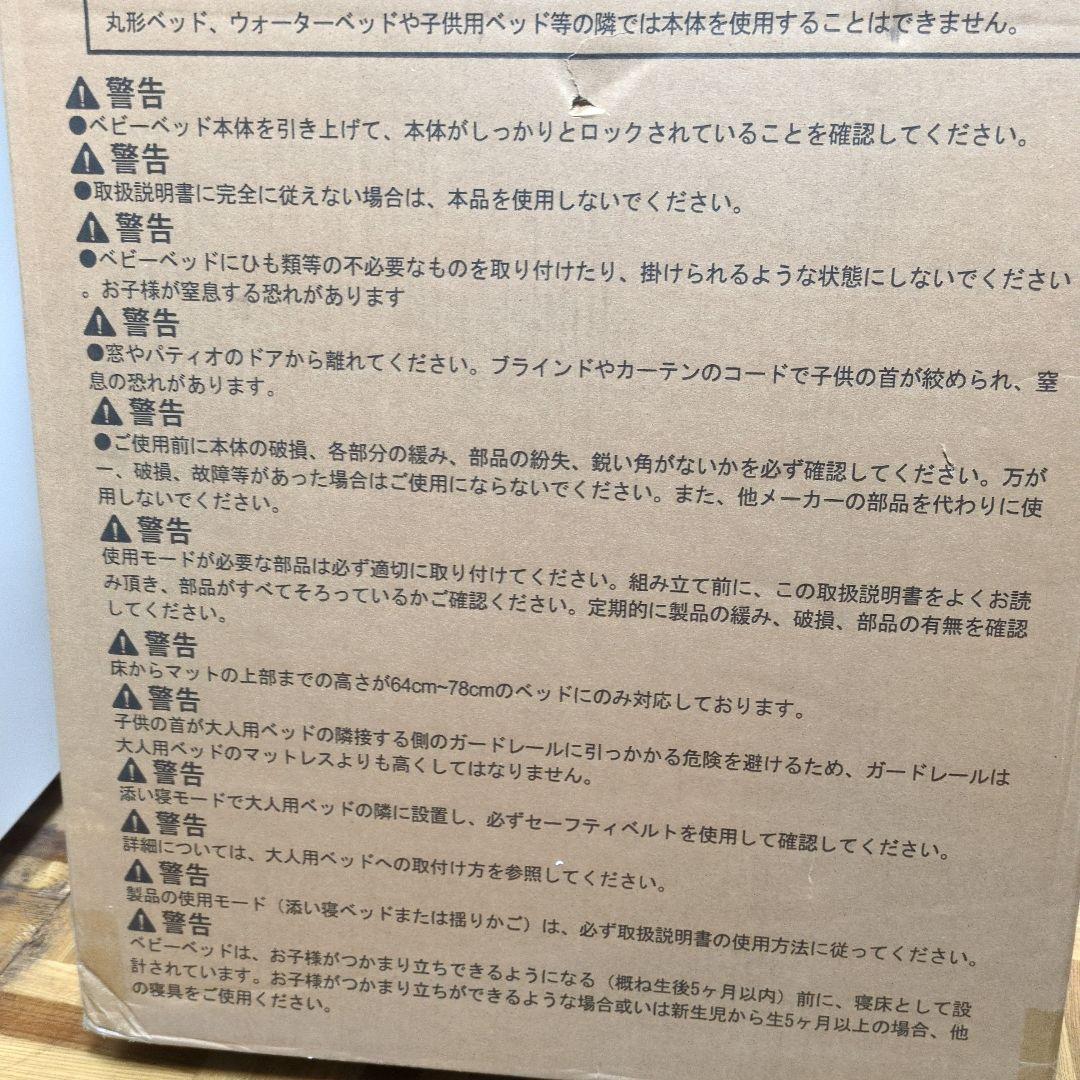 丸形ベッド、ウォーターベッドや子供用ベッド等の隣では本体を使用することはできません。
警告
●ベビーベッド本体を引き上げて、本体がしっかりとロックされていることを確認してください。
警告
●取扱説明書に完全に従えない場合は、本品を使用しないでください。
警告
●ベビーベッドにひも類等の不必要なものを取り付けたり、掛けられるような状態にしないでください
。お子様が窒息する恐れがあります
警告
●窓やパティオのドアから離れてください。ブラインドやカーテンのコードで子供の首が絞められ、窒
息の恐れがあります。
警告
●ご使用前に本体の破損、各部分の緩み、部品の紛失、鋭い角がないかを必ず確認してください。万が
一、破損、故障等があった場合はご使用にならないでください。また、他メーカーの部品を代わりに使
用しないでください。
警告
使用モードが必要な部品は必ず適切に取り付けてください。組み立て前に、この取扱説明書をよくお読
み頂き、部品がすべてそろっているかご確認ください。定期的に製品の緩み、破損、部品の有無を確認
してください。
警告
床からマットの上部までの高さが64cm~78cmのベッドにのみ対応しております。
警告
子供の首が大人用ベッドの隣接する側のガードレールに引っかかる危険を避けるため、ガードレールは
大人用ベッドのマットレスよりも高くしてはなりません。
警告
添い寝モードで大人用ベッドの隣に設置し、必ずセーフティベルトを使用して確認してください。
警告
詳細については、大人用ベッドへの取付け方を参照してください。
警告
製品の使用モード（添い寝ベッドまたは揺りかご）は、必ず取扱説明書の使用方法に従ってください。
警告
ベビーベッドは、お子様がつかまり立ちできるようになる（概ね生後5ヶ月以内）前に、寝床として設
計されています。お子様がつかまり立ちができるような場合或いは新生児から生5ヶ月以上の場合、他
の寝具をご使用ください。